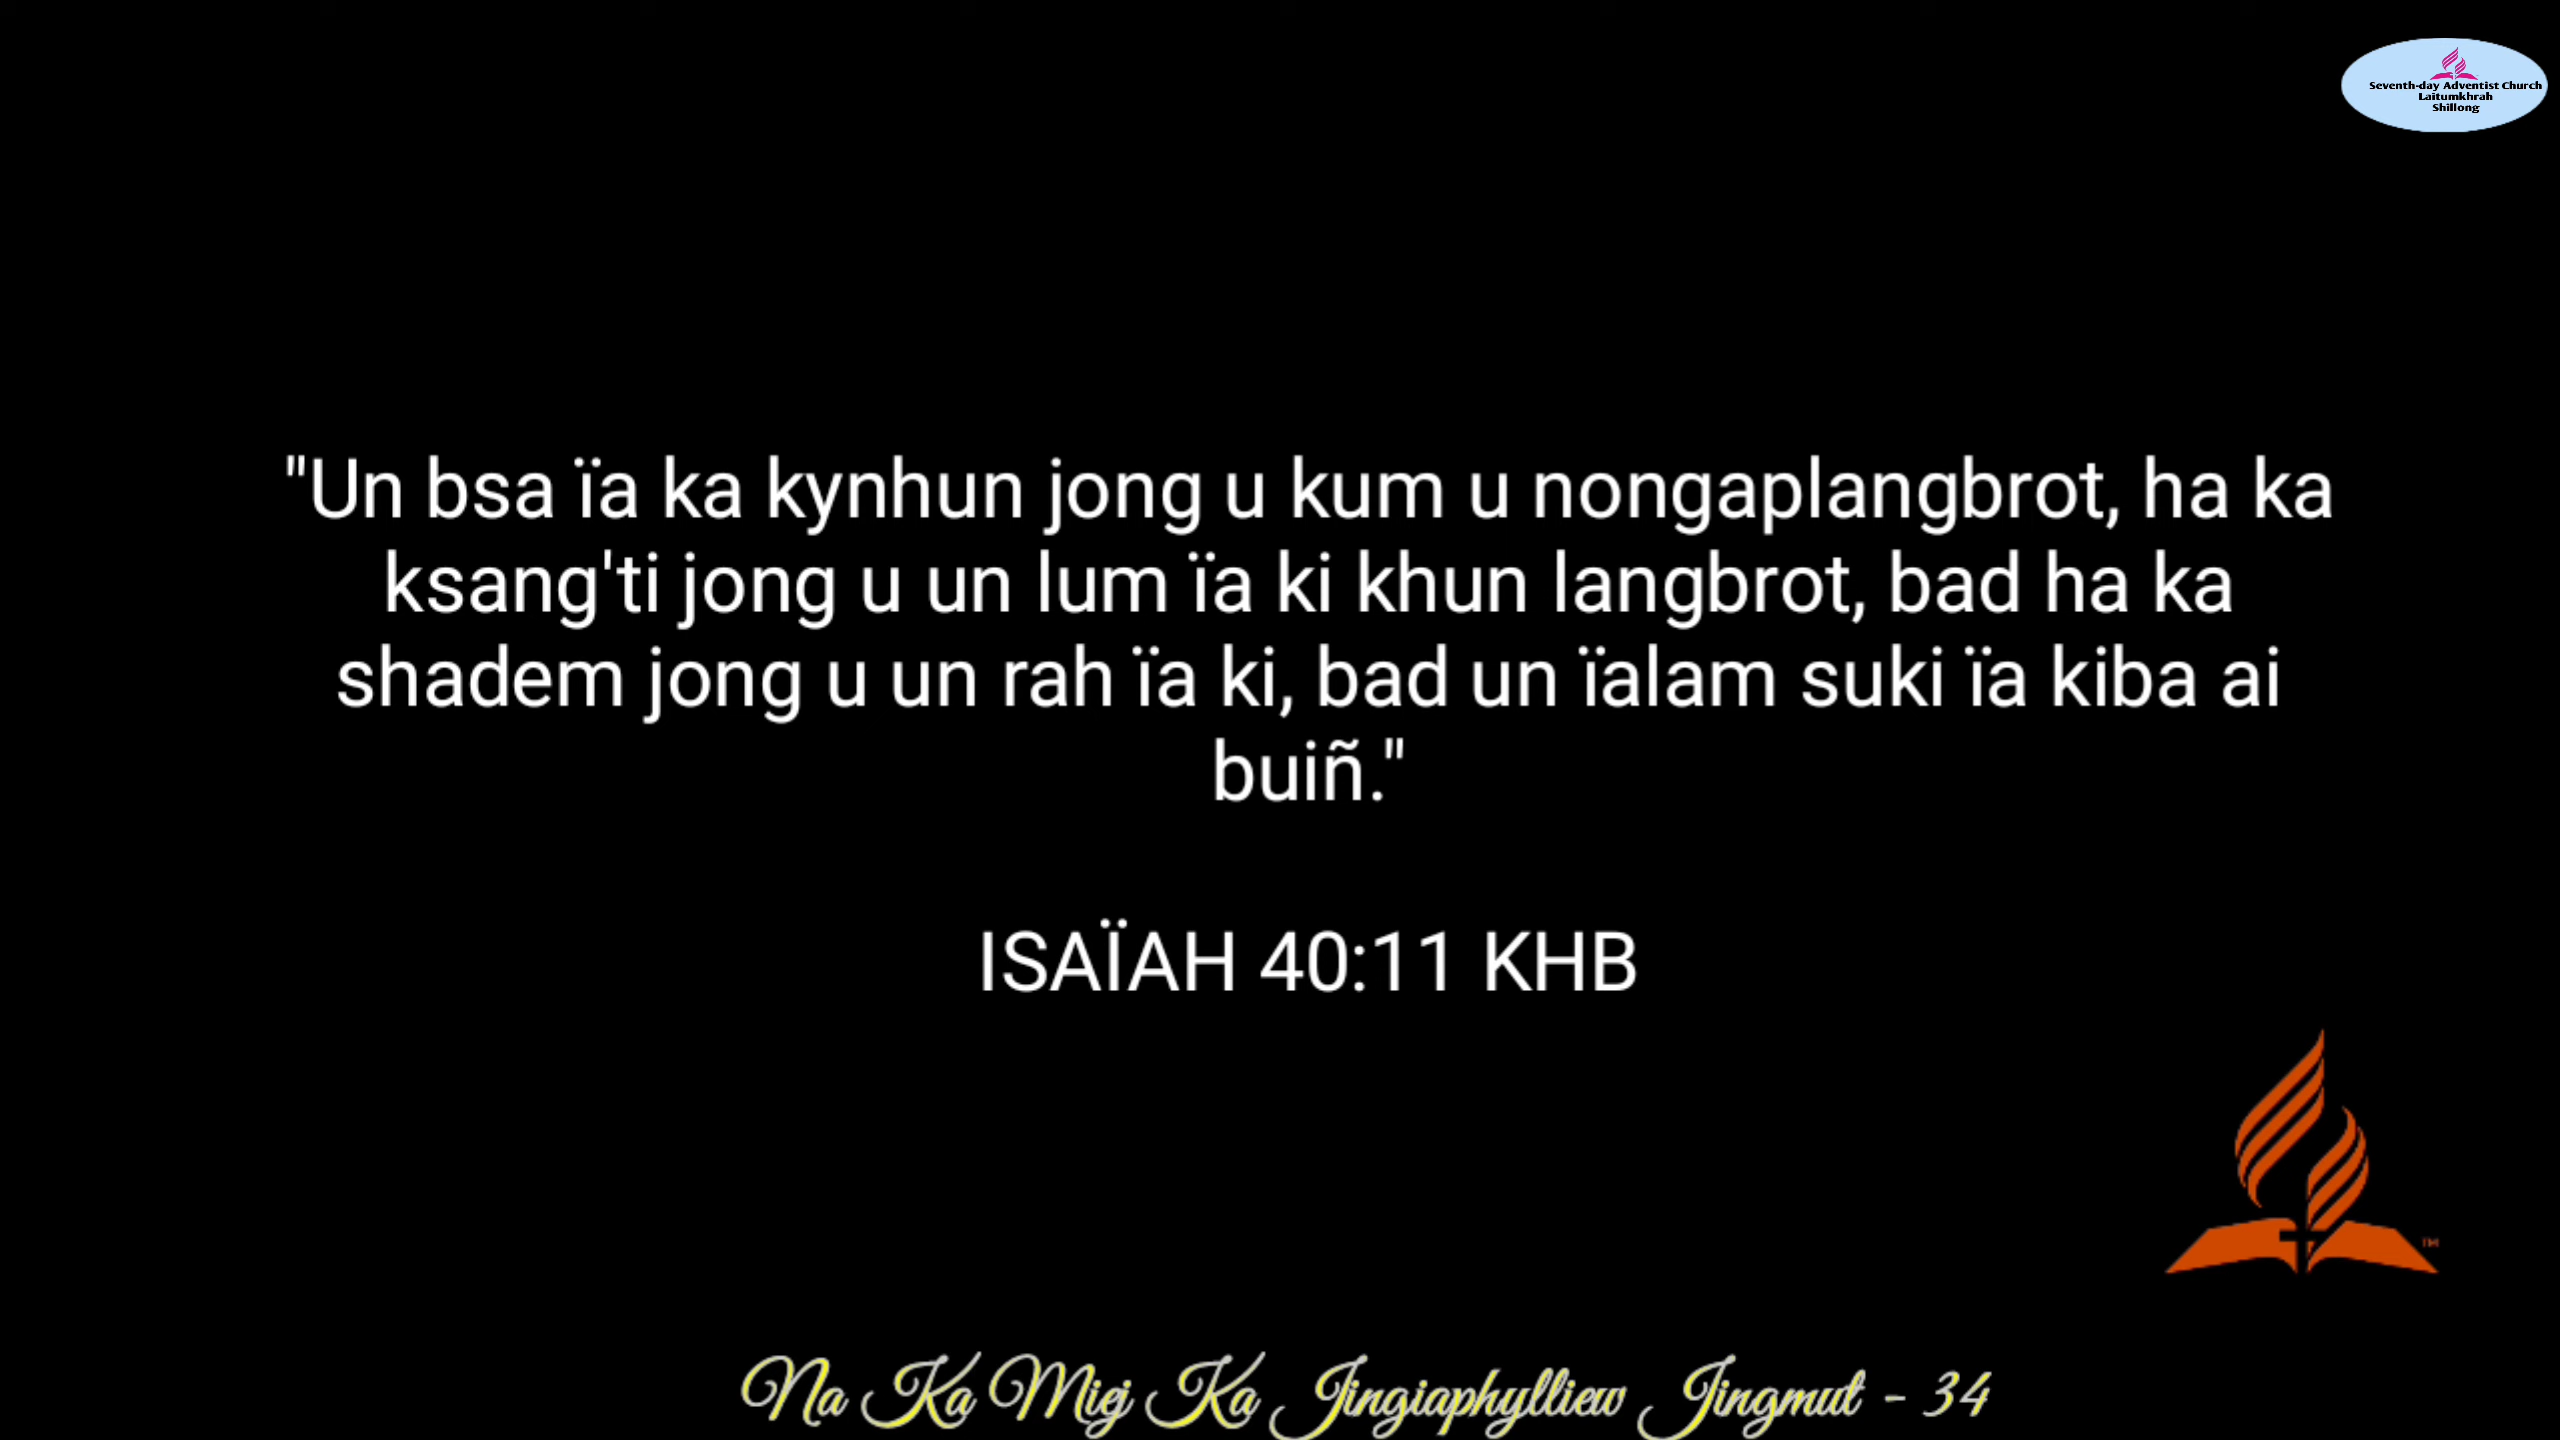 Seventh-day Adventist Church
Laitumkhrah
Shillong
"Un bsa ïa ka kynhun jong u kum u nongaplangbrot, ha ka
ksang'ti jong u un lum ïa ki khun langbrot, bad ha ka
shadem jong u un rah ïa ki, bad un ïalam suki ïa kiba ai
buiñ."
ISAÏAH 40:11 KHB
TM
Na Ka Miej Ka Jingiaphylliew Jingmut - 34